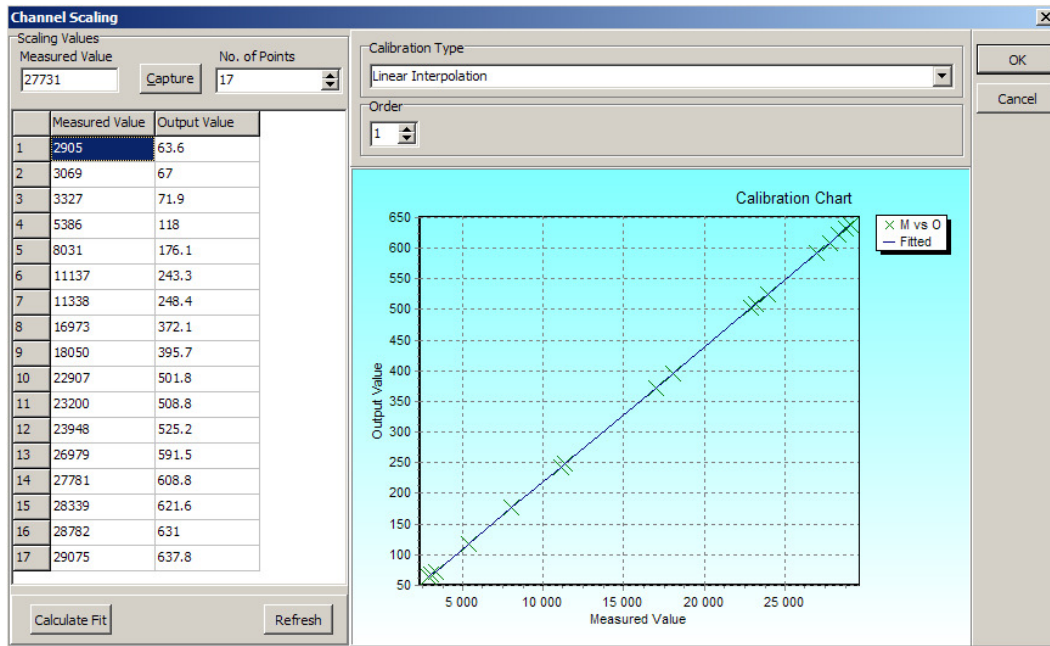 Channel Scaling
Scaling Values
Measured Value
No. of Points
27731
Capture
17
Measured Value Output Value
1 2905 63.6
2 3069 67
3 3327 71.9
4 5386 118
5 8031 176.1
6 11137 243.3
7 11338 248.4
8 16973 372.1
9 18050 395.7
10 22907 501.8
11 23200 508.8
12 23948 525.2
13 26979 591.5
14 27781 608.8
15 28339 621.6
16 28782 631
17 29075 637.8
Calculate Fit
Refresh
Calibration Type
Linear Interpolation
Order
1
Calibration Chart
650
600
550
500
450
400
350
300
250
200
150
100
50
Output Value
5 000 10 000 15 000 20 000 25 000
Measured Value
M vs O
Fitted
OK
Cancel